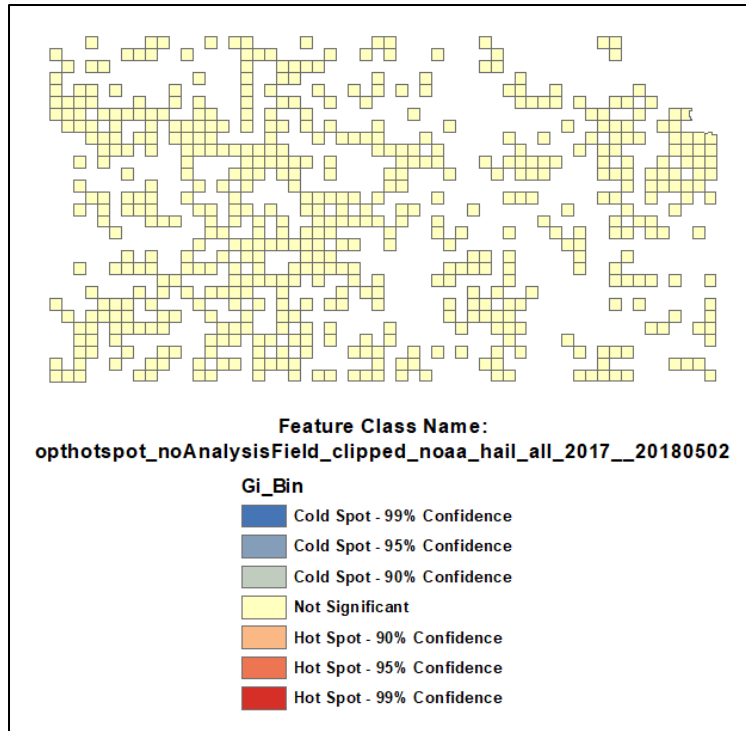 Feature Class Name:
opthotspot_noAnalysisField_clipped_noaa_hail_all_2017__20180502
Gi_Bin
Cold Spot - 99% Confidence
Cold Spot - 95% Confidence
Cold Spot - 90% Confidence
Not Significant
Hot Spot - 90% Confidence
Hot Spot - 95% Confidence
Hot Spot - 99% Confidence